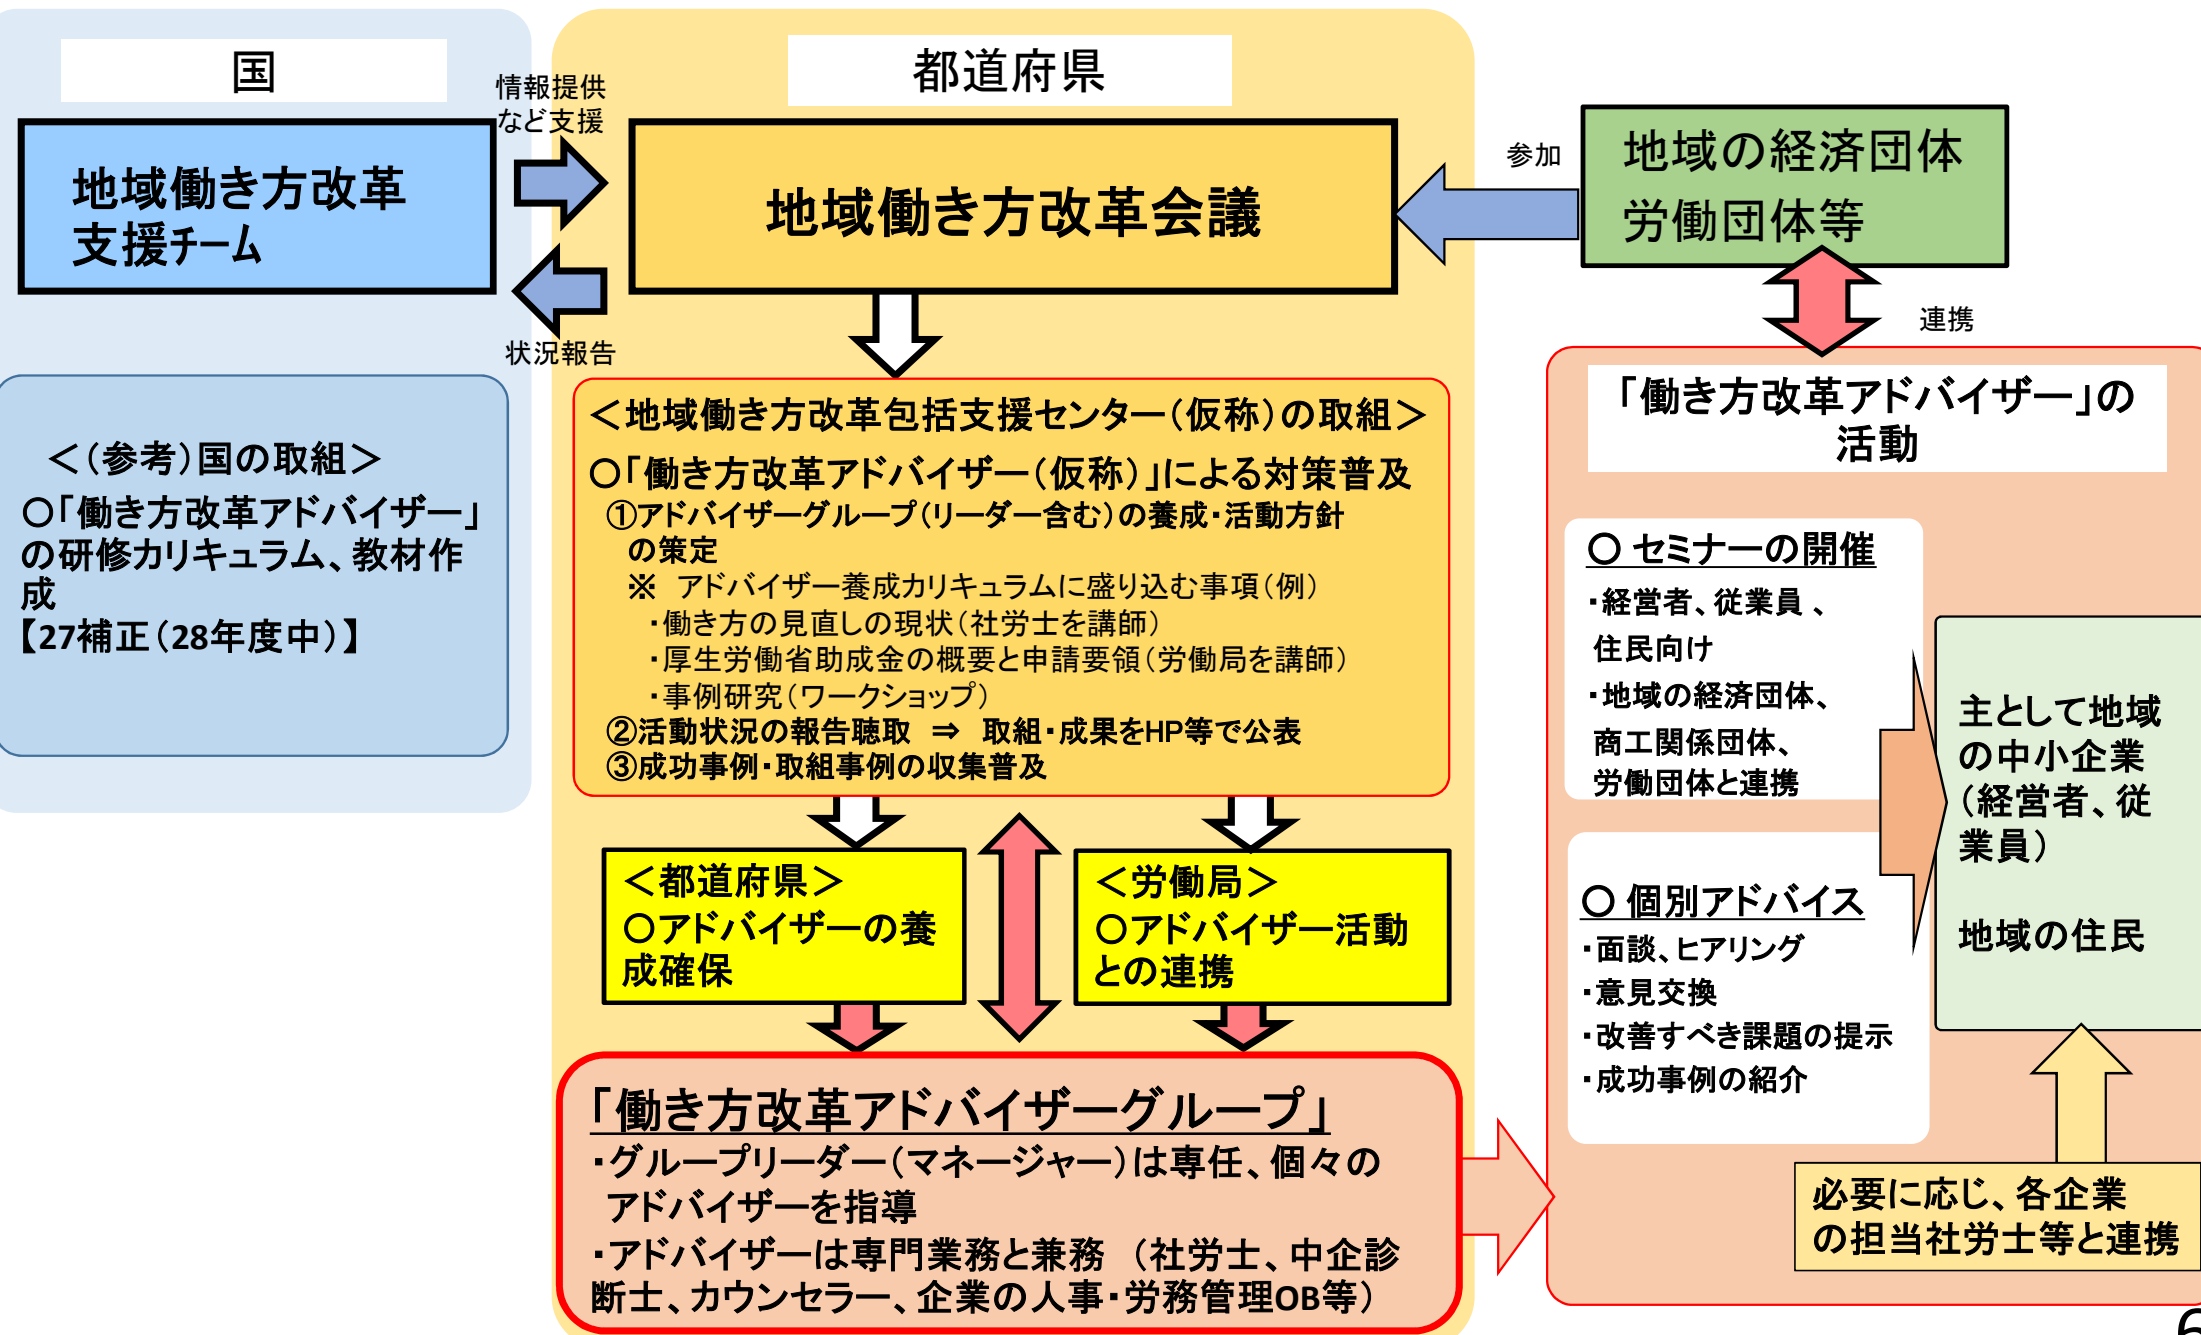 国
地域働き方改革
支援チーム
情報提供
など支援
状況報告
<(参考)国の取組>
○「働き方改革アドバイザー」
の研修カリキュラム、教材作
成
【27補正(28年度中)】
都道府県
地域働き方改革会議
<地域働き方改革包括支援センター(仮称)の取組>
○「働き方改革アドバイザー(仮称)」による対策普及
①アドバイザーグループ(リーダー含む)の養成・活動方針
の策定
※ アドバイザー養成カリキュラムに盛り込む事項(例)
・働き方の見直しの現状(社労士を講師)
・厚生労働省助成金の概要と申請要領(労働局を講師)
・事例研究(ワークショップ)
②活動状況の報告聴取 ⇒ 取組・成果をHP等で公表
③成功事例・取組事例の収集普及
<都道府県>
○アドバイザーの養
成確保
<労働局>
○アドバイザー活動
との連携
「働き方改革アドバイザーグループ」
・グループリーダー(マネージャー)は専任、個々の
アドバイザーを指導
・アドバイザーは専門業務と兼務 (社労士、中企診
断士、カウンセラー、企業の人事・労務管理OB等)
参加
地域の経済団体
労働団体等
連携
「働き方改革アドバイザー」の
活動
○ セミナーの開催
・経営者、従業員 、
住民向け
・地域の経済団体、
商工関係団体、
労働団体と連携
○ 個別アドバイス
・面談、ヒアリング
・意見交換
・改善すべき課題の提示
・成功事例の紹介
主として地域
の中小企業
(経営者、従
業員)
地域の住民
必要に応じ、各企業
の担当社労士等と連携
6